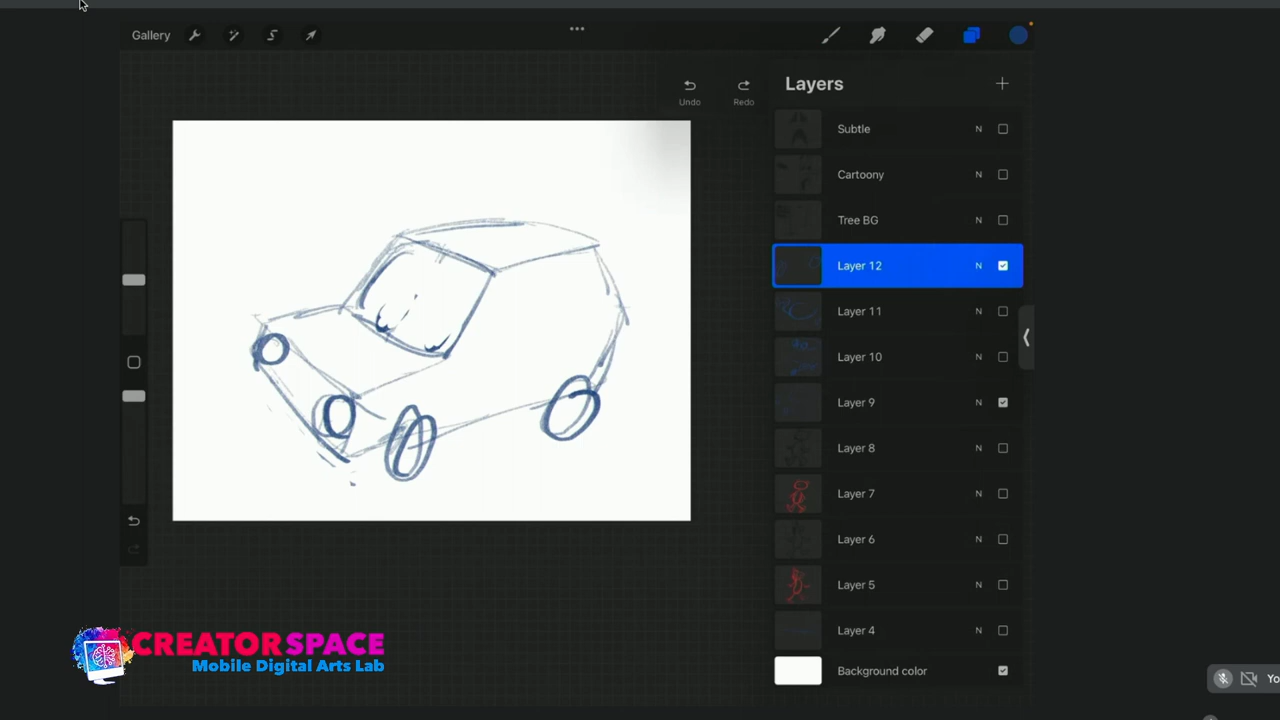 Gallery
Undo
Redo
Layers
Subtle N
Cartoony N
Tree BG N
Layer 12 N
Layer 11 N
Layer 10 N
Layer 9 N
Layer 8 N
Layer 7 N
Layer 6 N
Layer 5 N
Layer 4 N
Background color
CREATORSPACE
Mobile Digital Arts Lab
Yo